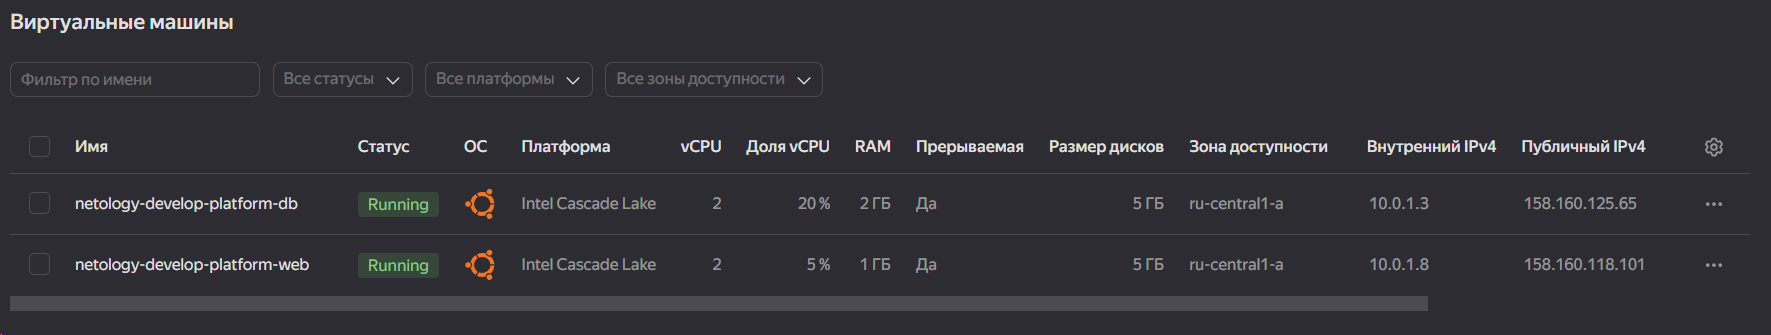 Виртуальные машины
Фильтр по имени Все статусы Все платформы Все зоны доступности
Имя Статус ОС Платформа vCPU Доля vCPU RAM Прерываемая Размер дисков Зона доступности Внутренний IPv4 Публичный IPv4
netology-develop-platform-db Running Intel Cascade Lake 2 20 % 2 ГБ Да 5 ГБ ru-central1-a 10.0.1.3 158.160.125.65
netology-develop-platform-web Running Intel Cascade Lake 2 5 % 1 ГБ Да 5 ГБ ru-central1-a 10.0.1.8 158.160.118.101